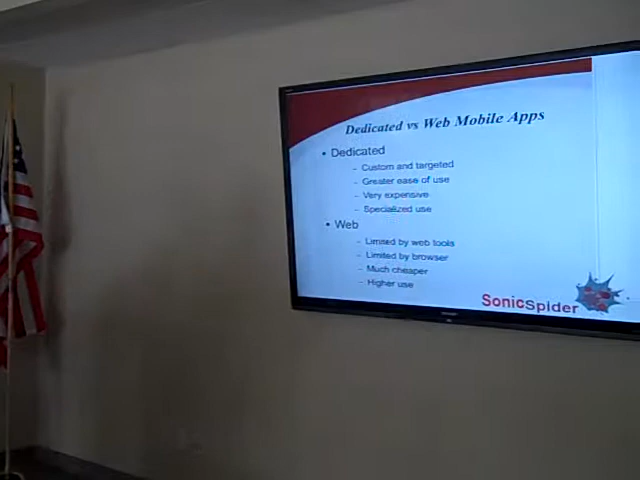 Dedicated vs Web Mobile Apps
• Dedicated
– Custom and targeted
– Greater ease of use
– Very expensive
– Specialized use
• Web
– Limited by web tools
– Limited by browser
– Much cheaper
– Higher use
SonicSpider